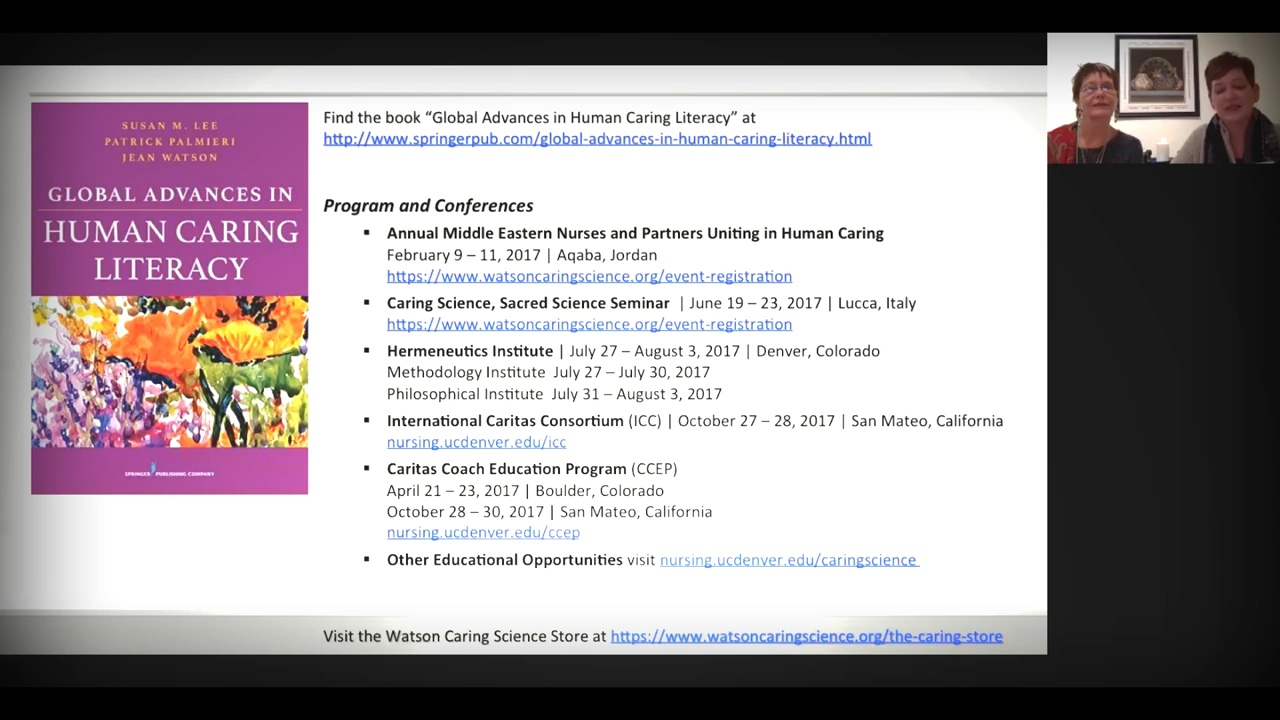 SUSAN M. LEE
PATRICK PALMIERI
JEAN WATSON
GLOBAL ADVANCES IN
HUMAN CARING
LITERACY
SPRINGER PUBLISHING COMPANY
Find the book “Global Advances in Human Caring Literacy” at
http://www.springerpub.com/global-advances-in-human-caring-literacy.html
Program and Conferences
▪ Annual Middle Eastern Nurses and Partners Uniting in Human Caring
February 9 – 11, 2017 | Aqaba, Jordan
https://www.watsoncaringscience.org/event-registration
▪ Caring Science, Sacred Science Seminar | June 19 – 23, 2017 | Lucca, Italy
https://www.watsoncaringscience.org/event-registration
▪ Hermeneutics Institute | July 27 – August 3, 2017 | Denver, Colorado
Methodology Institute July 27 – July 30, 2017
Philosophical Institute July 31 – August 3, 2017
▪ International Caritas Consortium (ICC) | October 27 – 28, 2017 | San Mateo, California
nursing.ucdenver.edu/icc
▪ Caritas Coach Education Program (CCEP)
April 21 – 23, 2017 | Boulder, Colorado
October 28 – 30, 2017 | San Mateo, California
nursing.ucdenver.edu/ccep
▪ Other Educational Opportunities visit nursing.ucdenver.edu/caringscience
Visit the Watson Caring Science Store at https://www.watsoncaringscience.org/the-caring-store